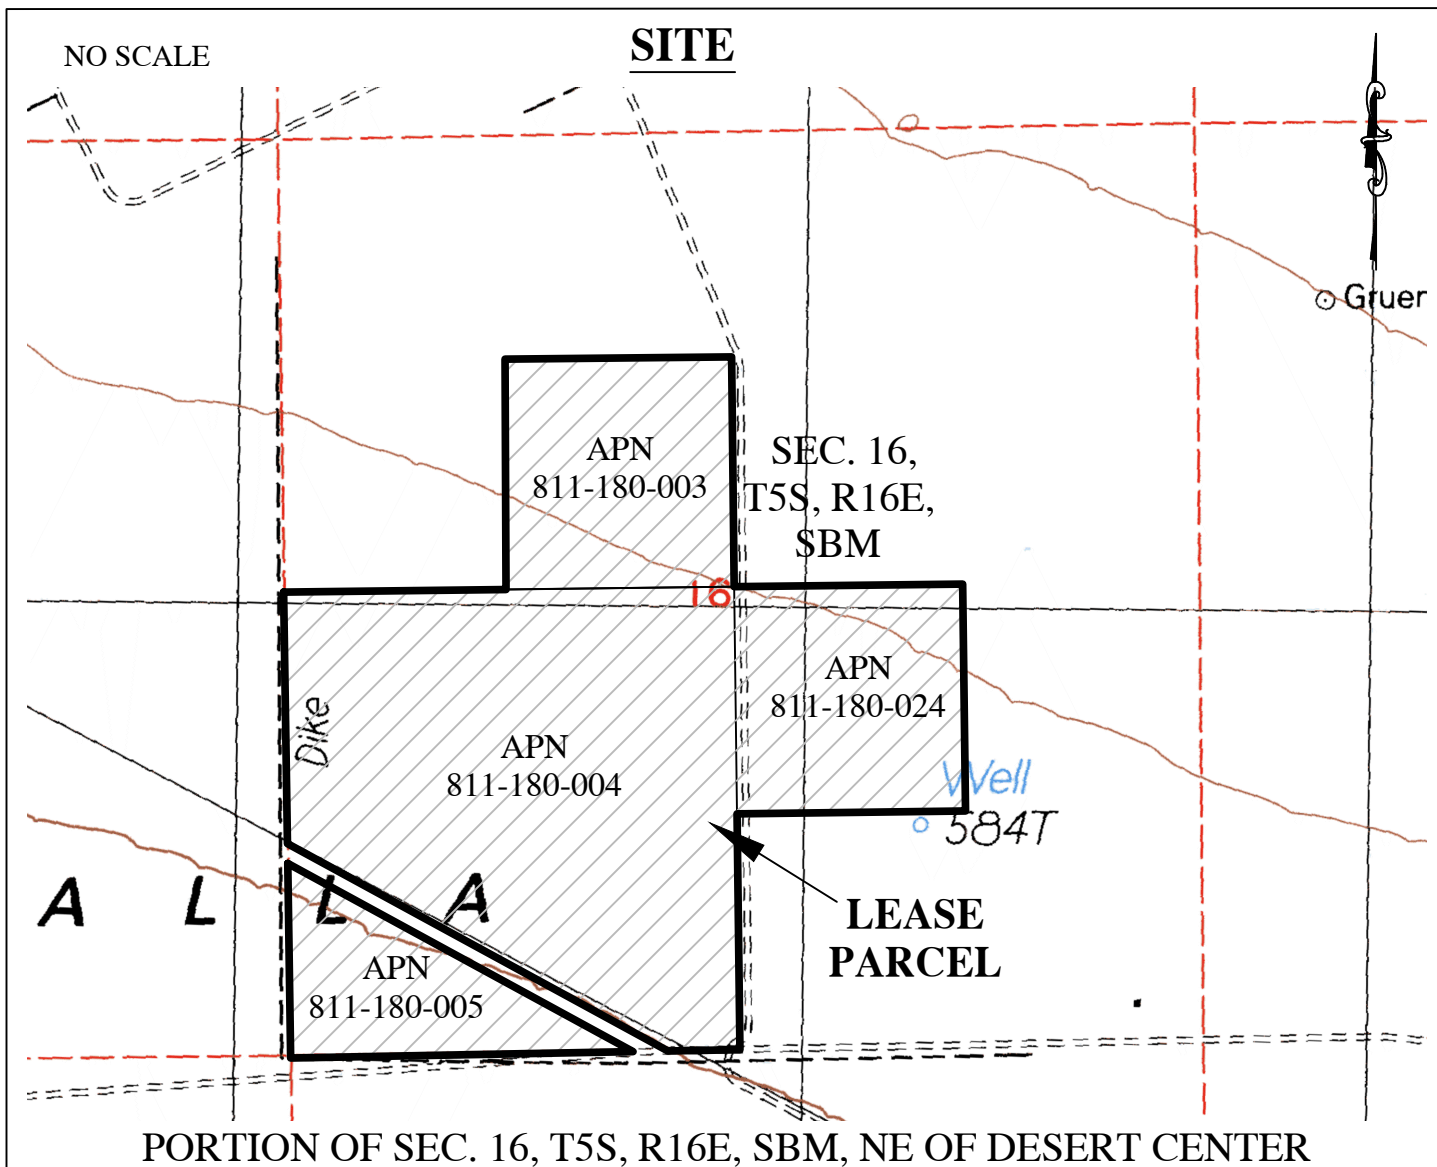 SITE
NO SCALE
Gruer
APN
811-180-003
SEC. 16,
T5S, R16E,
SBM
16
APN
811-180-024
Dike
APN
811-180-004
Well
584T
A L L A
LEASE
PARCEL
APN
811-180-005
PORTION OF SEC. 16, T5S, R16E, SBM, NE OF DESERT CENTER